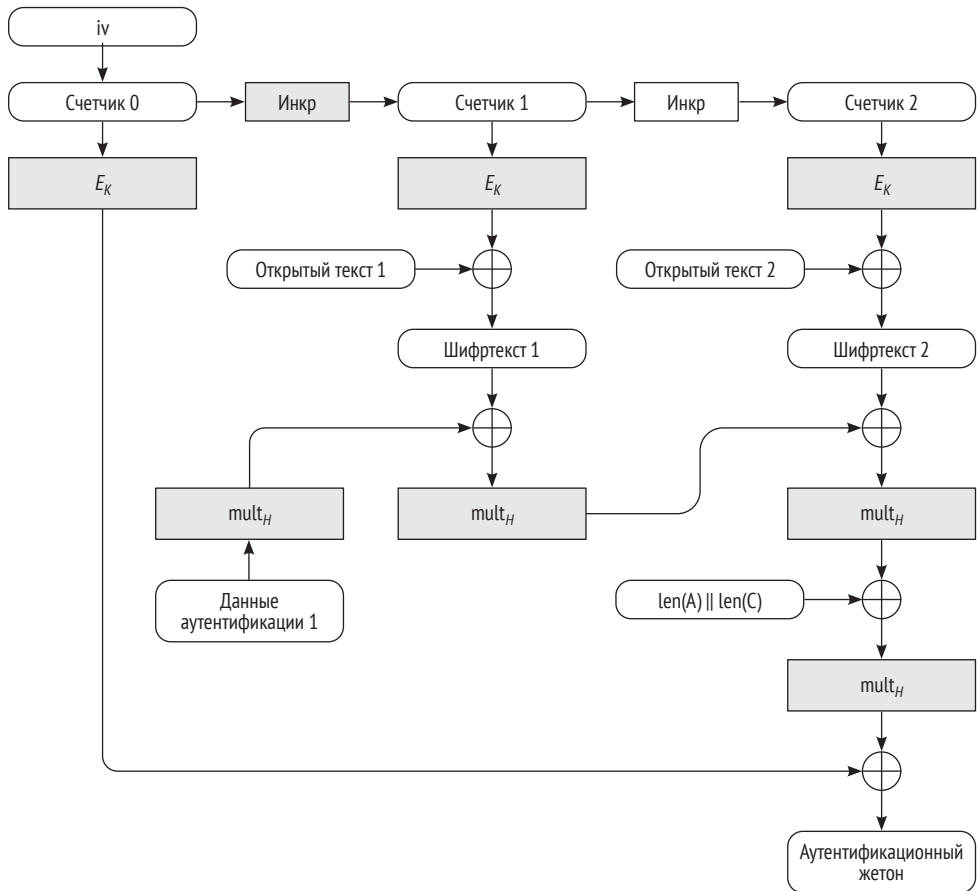 iv
Счетчик 0
Инкр
Счетчик 1
Инкр
Счетчик 2
E_K
E_K
E_K
Открытый текст 1
Открытый текст 2
Шифртекст 1
Шифртекст 2
mult_H
mult_H
mult_H
Данные
аутентификации 1
len(A) || len(C)
mult_H
Аутентификационный
жетон